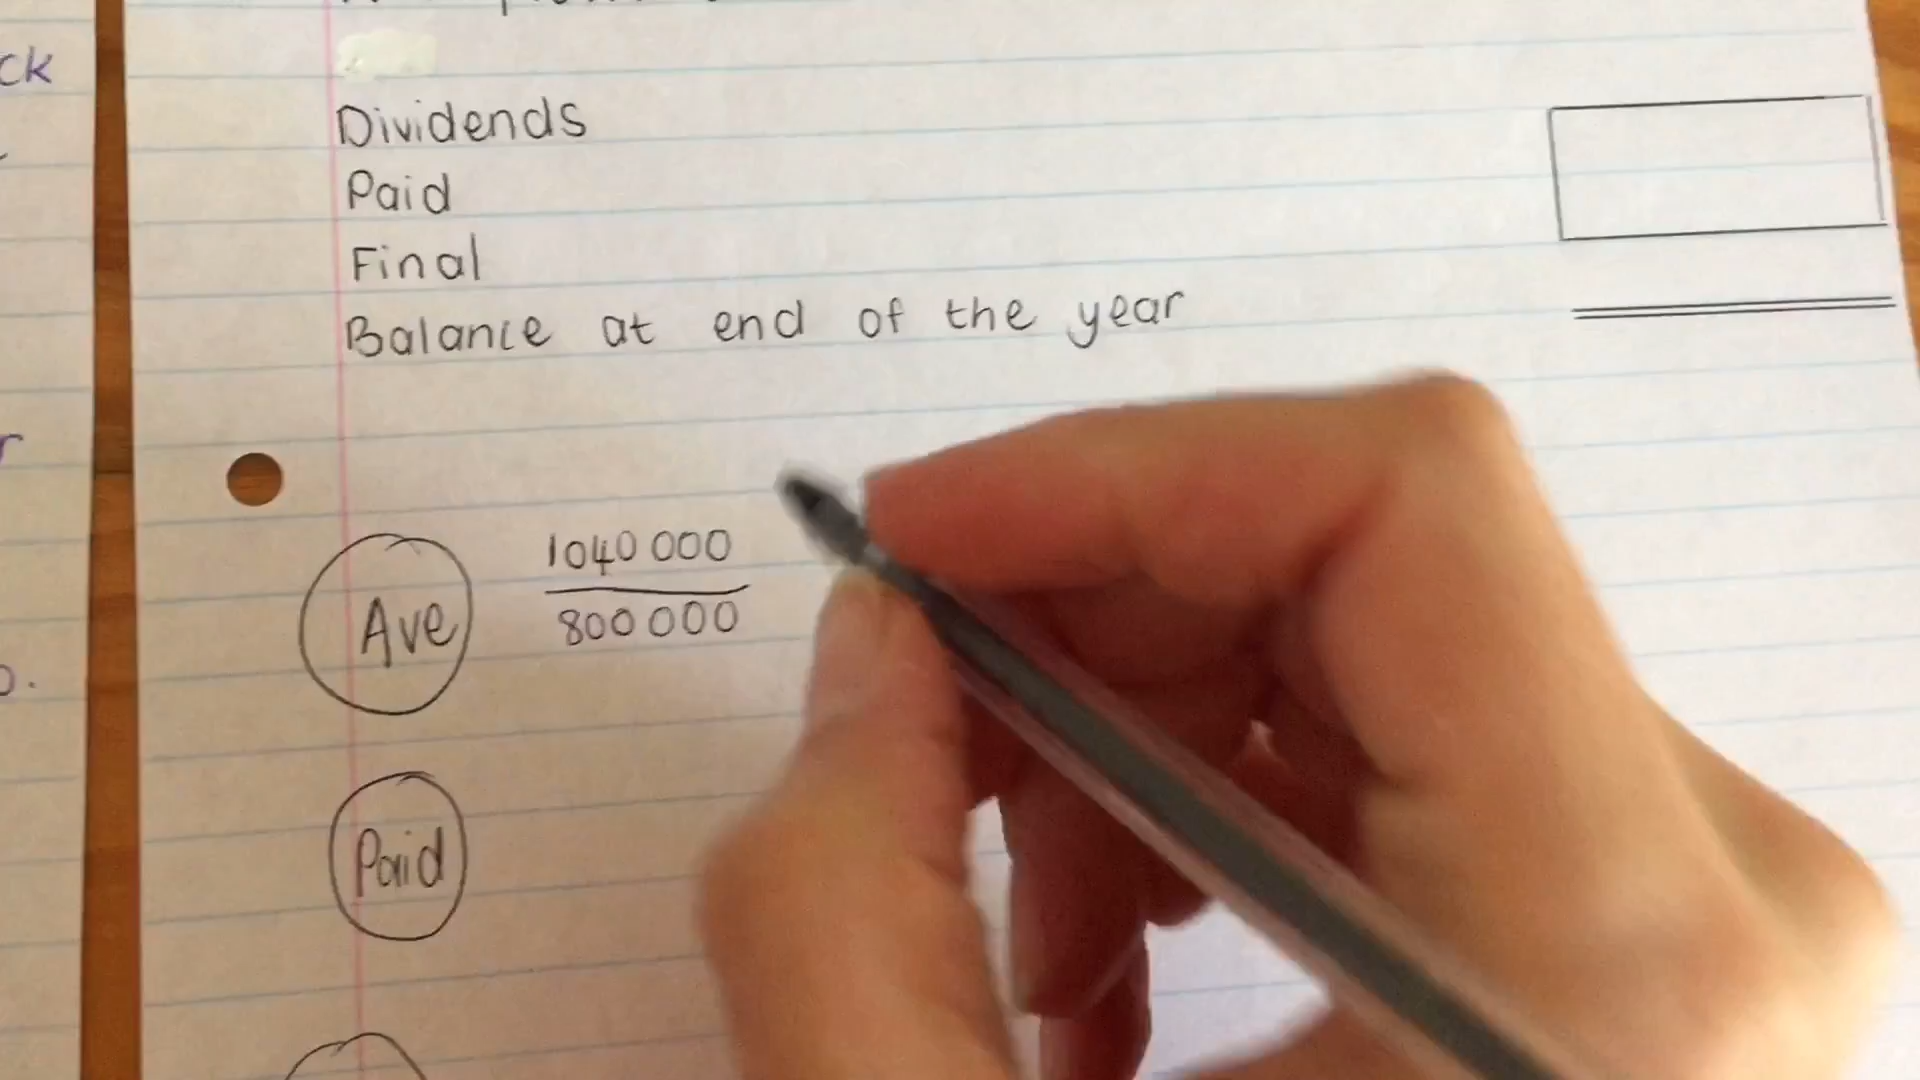 ck
Dividends
Paid
Final
Balance at end of the year
1040 000
800 000
Ave
Paid